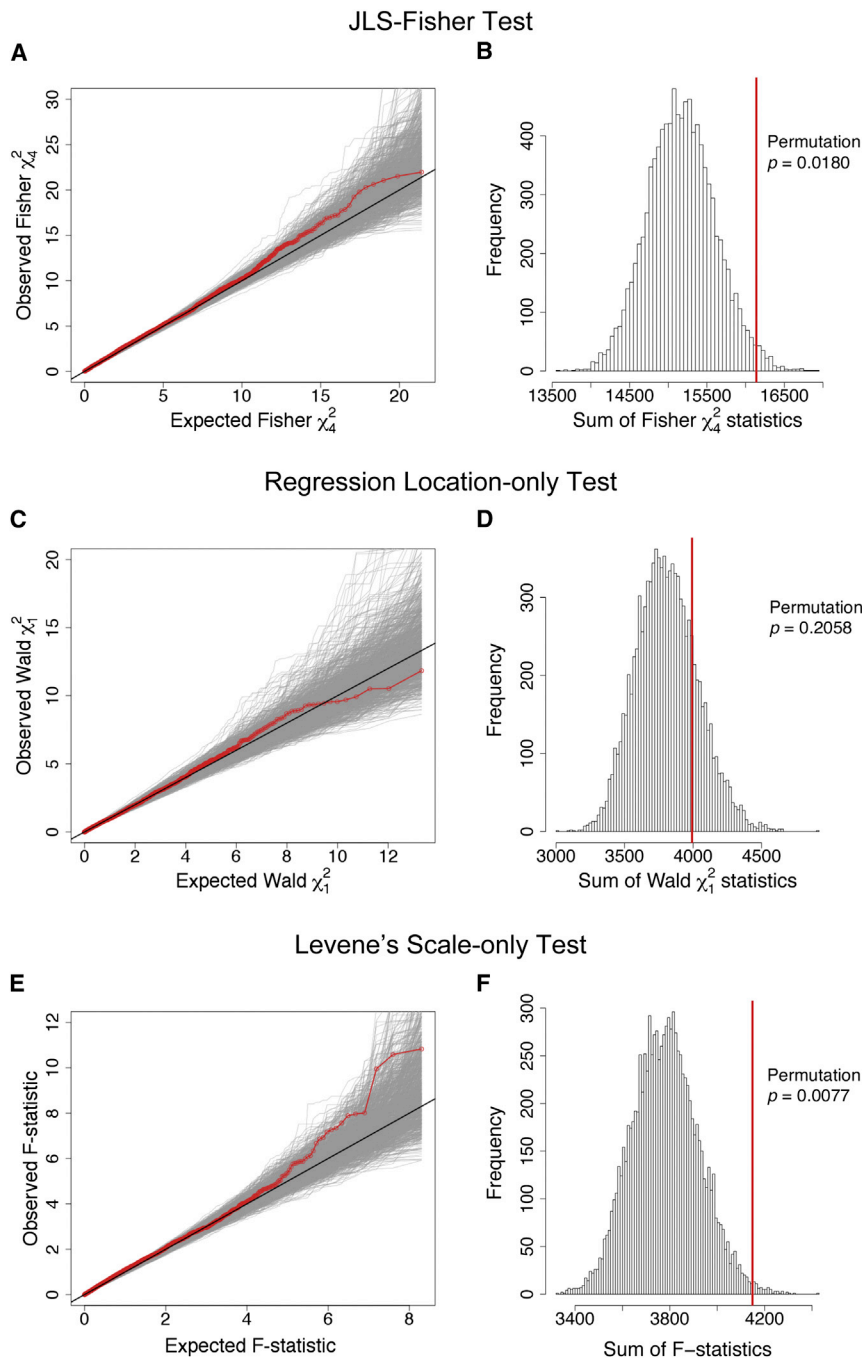 JLS-Fisher Test
A
Observed Fisher χ²₄
30
25
20
15
10
5
0
0 5 10 15 20
Expected Fisher χ²₄
B
Frequency
400
300
200
100
0
Permutation
p = 0.0180
13500 14500 15500 16500
Sum of Fisher χ²₄ statistics
Regression Location-only Test
C
Observed Wald χ²₁
20
15
10
5
0
0 2 4 6 8 10 12
Expected Wald χ²₁
D
Frequency
300
200
100
0
Permutation
p = 0.2058
3000 3500 4000 4500
Sum of Wald χ²₁ statistics
Levene's Scale-only Test
E
Observed F-statistic
12
10
8
6
4
2
0
0 2 4 6 8
Expected F-statistic
F
Frequency
300
250
200
150
100
50
0
Permutation
p = 0.0077
3400 3800 4200
Sum of F−statistics